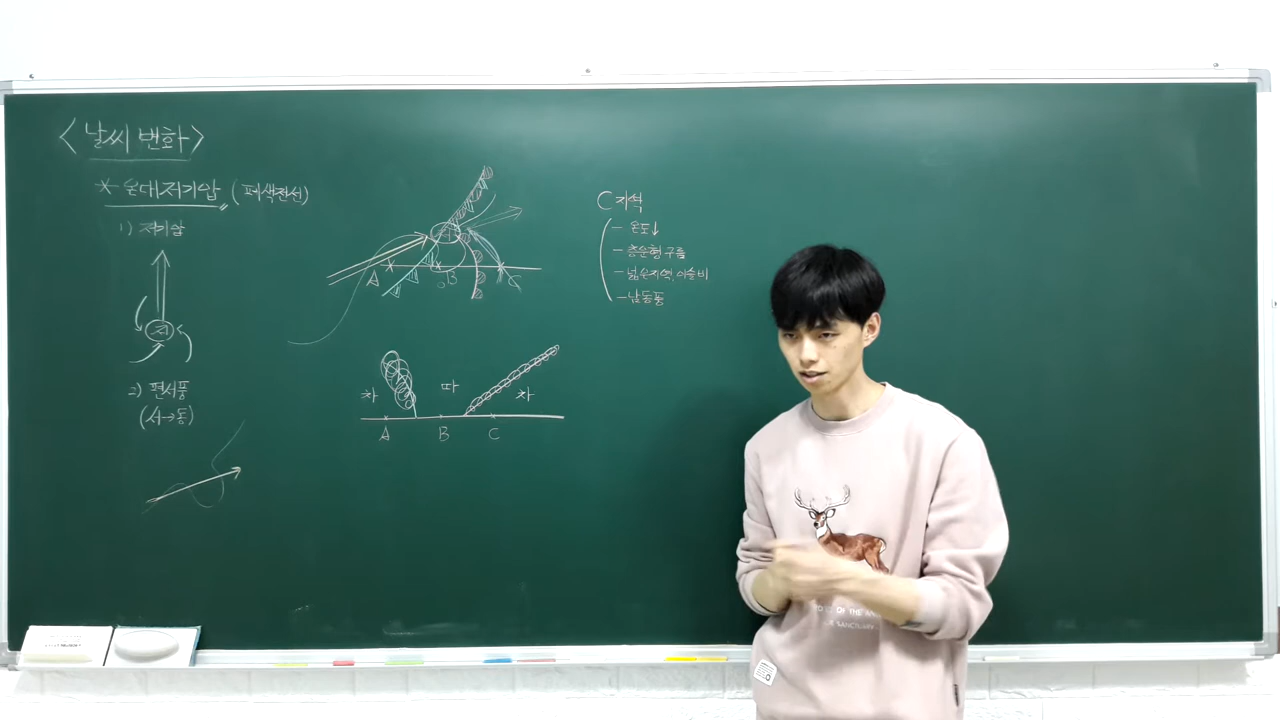 <날씨 변화>
* 온대저기압 (폐색전선)
1) 저기압
저
2) 편서풍
(서→동)
A B C
차 따 차
A B C
C 지역
- 온도↓
- 층운형 구름
- 넓은지역, 이슬비
- 남동풍